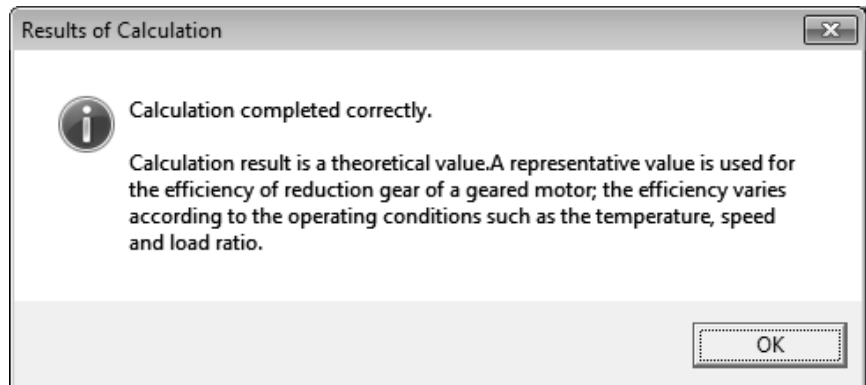 Results of Calculation
Calculation completed correctly.
Calculation result is a theoretical value.A representative value is used for
the efficiency of reduction gear of a geared motor; the efficiency varies
according to the operating conditions such as the temperature, speed
and load ratio.
OK